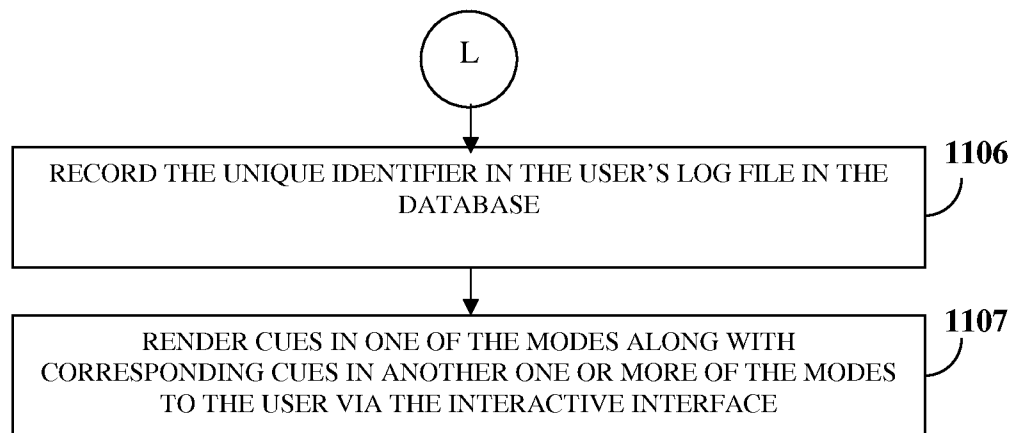 L
1106
RECORD THE UNIQUE IDENTIFIER IN THE USER'S LOG FILE IN THE
DATABASE
1107
RENDER CUES IN ONE OF THE MODES ALONG WITH
CORRESPONDING CUES IN ANOTHER ONE OR MORE OF THE MODES
TO THE USER VIA THE INTERACTIVE INTERFACE